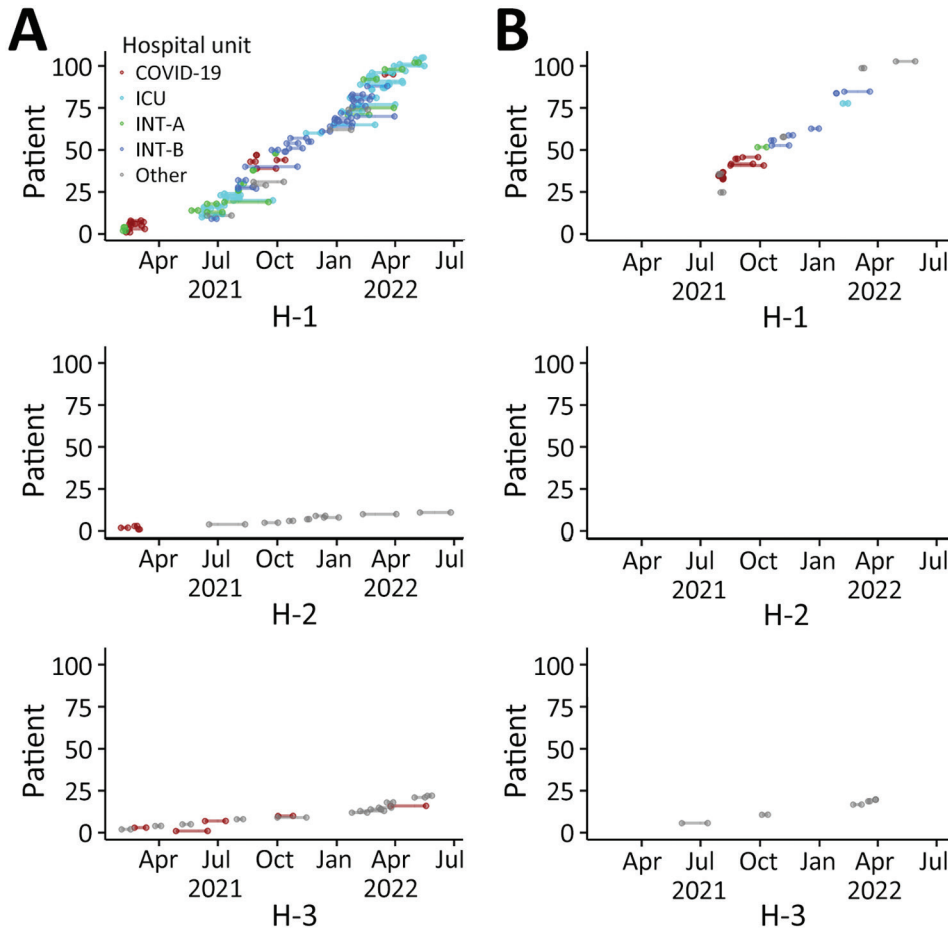 A
Hospital unit
COVID-19
ICU
INT-A
INT-B
Other
Patient
100
75
50
25
0
Apr Jul Oct Jan Apr Jul
2021 2022
H-1
B
Patient
100
75
50
25
0
Apr Jul Oct Jan Apr Jul
2021 2022
H-1
Patient
100
75
50
25
0
Apr Jul Oct Jan Apr Jul
2021 2022
H-2
Patient
100
75
50
25
0
Apr Jul Oct Jan Apr Jul
2021 2022
H-2
Patient
100
75
50
25
0
Apr Jul Oct Jan Apr Jul
2021 2022
H-3
Patient
100
75
50
25
0
Apr Jul Oct Jan Apr Jul
2021 2022
H-3